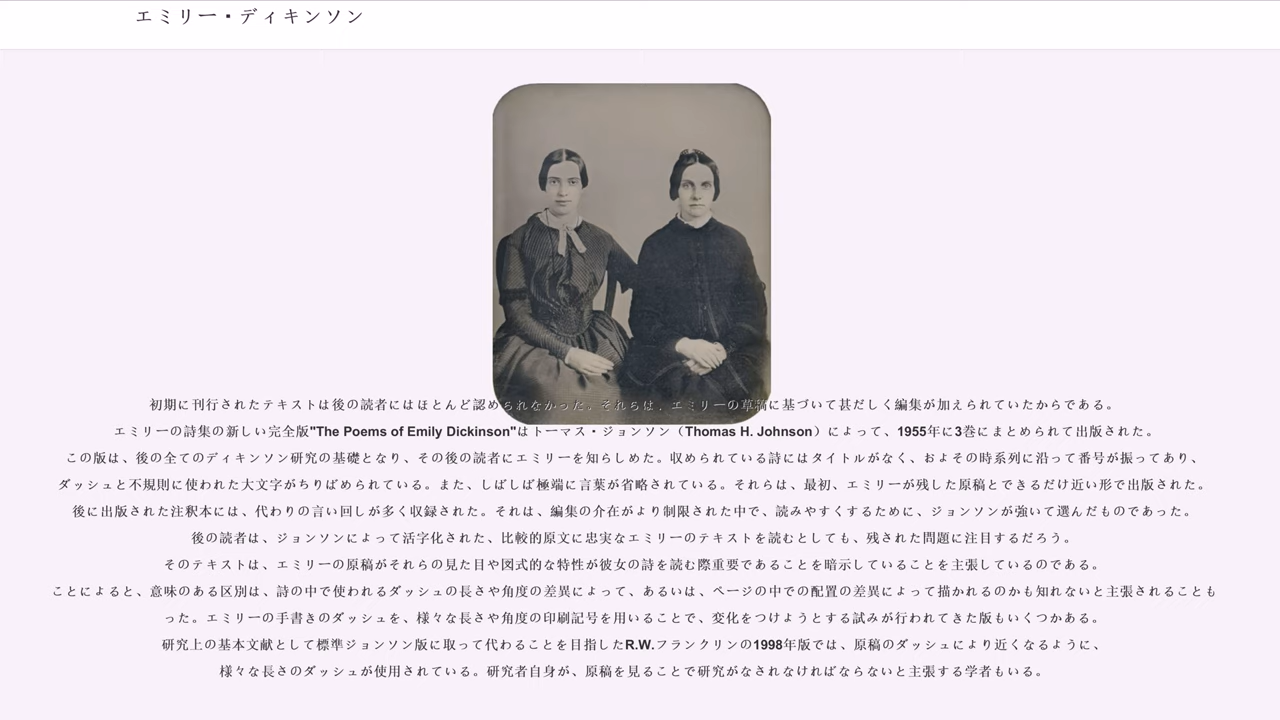 エミリー・ディキンソン
初期に刊行されたテキストは後の読者にはほとんど認められなかった。それらは、エミリーの草稿に基づいて甚だしく編集が加えられていたからである。
エミリーの詩集の新しい完全版"The Poems of Emily Dickinson"はトーマス・ジョンソン（Thomas H. Johnson）によって、1955年に3巻にまとめられて出版された。
この版は、後の全てのディキンソン研究の基礎となり、その後の読者にエミリーを知らしめた。収められている詩にはタイトルがなく、およその時系列に沿って番号が振ってあり、
ダッシュと不規則に使われた大文字がちりばめられている。また、しばしば極端に言葉が省略されている。それらは、最初、エミリーが残した原稿とできるだけ近い形で出版された。
後に出版された注釈本には、代わりの言い回しが多く収録された。それは、編集の介在がより制限された中で、読みやすくするために、ジョンソンが強いて選んだものであった。
後の読者は、ジョンソンによって活字化された、比較的原文に忠実なエミリーのテキストを読むとしても、残された問題に注目するだろう。
そのテキストは、エミリーの原稿がそれらの見た目や図式的な特性が彼女の詩を読む際重要であることを暗示していることを主張しているのである。
ことによると、意味のある区別は、詩の中で使われるダッシュの長さや角度の差異によって、あるいは、ページの中での配置の差異によって描かれるのかも知れないと主張されることも
った。エミリーの手書きのダッシュを、様々な長さや角度の印刷記号を用いることで、変化をつけようとする試みが行われてきた版もいくつかある。
研究上の基本文献として標準ジョンソン版に取って代わることを目指したR.W.フランクリンの1998年版では、原稿のダッシュにより近くなるように、
様々な長さのダッシュが使用されている。研究者自身が、原稿を見ることで研究がなされなければならないと主張する学者もいる。